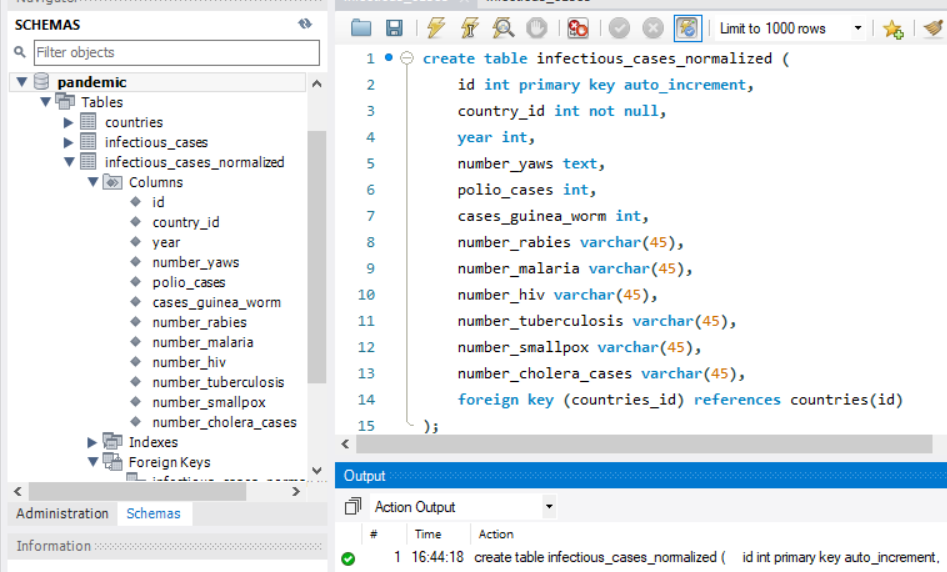 SCHEMAS
Filter objects
pandemic
Tables
countries
infectious_cases
infectious_cases_normalized
Columns
id
country_id
year
number_yaws
polio_cases
cases_guinea_worm
number_rabies
number_malaria
number_hiv
number_tuberculosis
number_smallpox
number_cholera_cases
Indexes
Foreign Keys
Administration Schemas
Information
Limit to 1000 rows
1 create table infectious_cases_normalized (
2 id int primary key auto_increment,
3 country_id int not null,
4 year int,
5 number_yaws text,
6 polio_cases int,
7 cases_guinea_worm int,
8 number_rabies varchar(45),
9 number_malaria varchar(45),
10 number_hiv varchar(45),
11 number_tuberculosis varchar(45),
12 number_smallpox varchar(45),
13 number_cholera_cases varchar(45),
14 foreign key (countries_id) references countries(id)
15 );
Output
Action Output
# Time Action
1 16:44:18 create table infectious_cases_normalized ( id int primary key auto_increment,